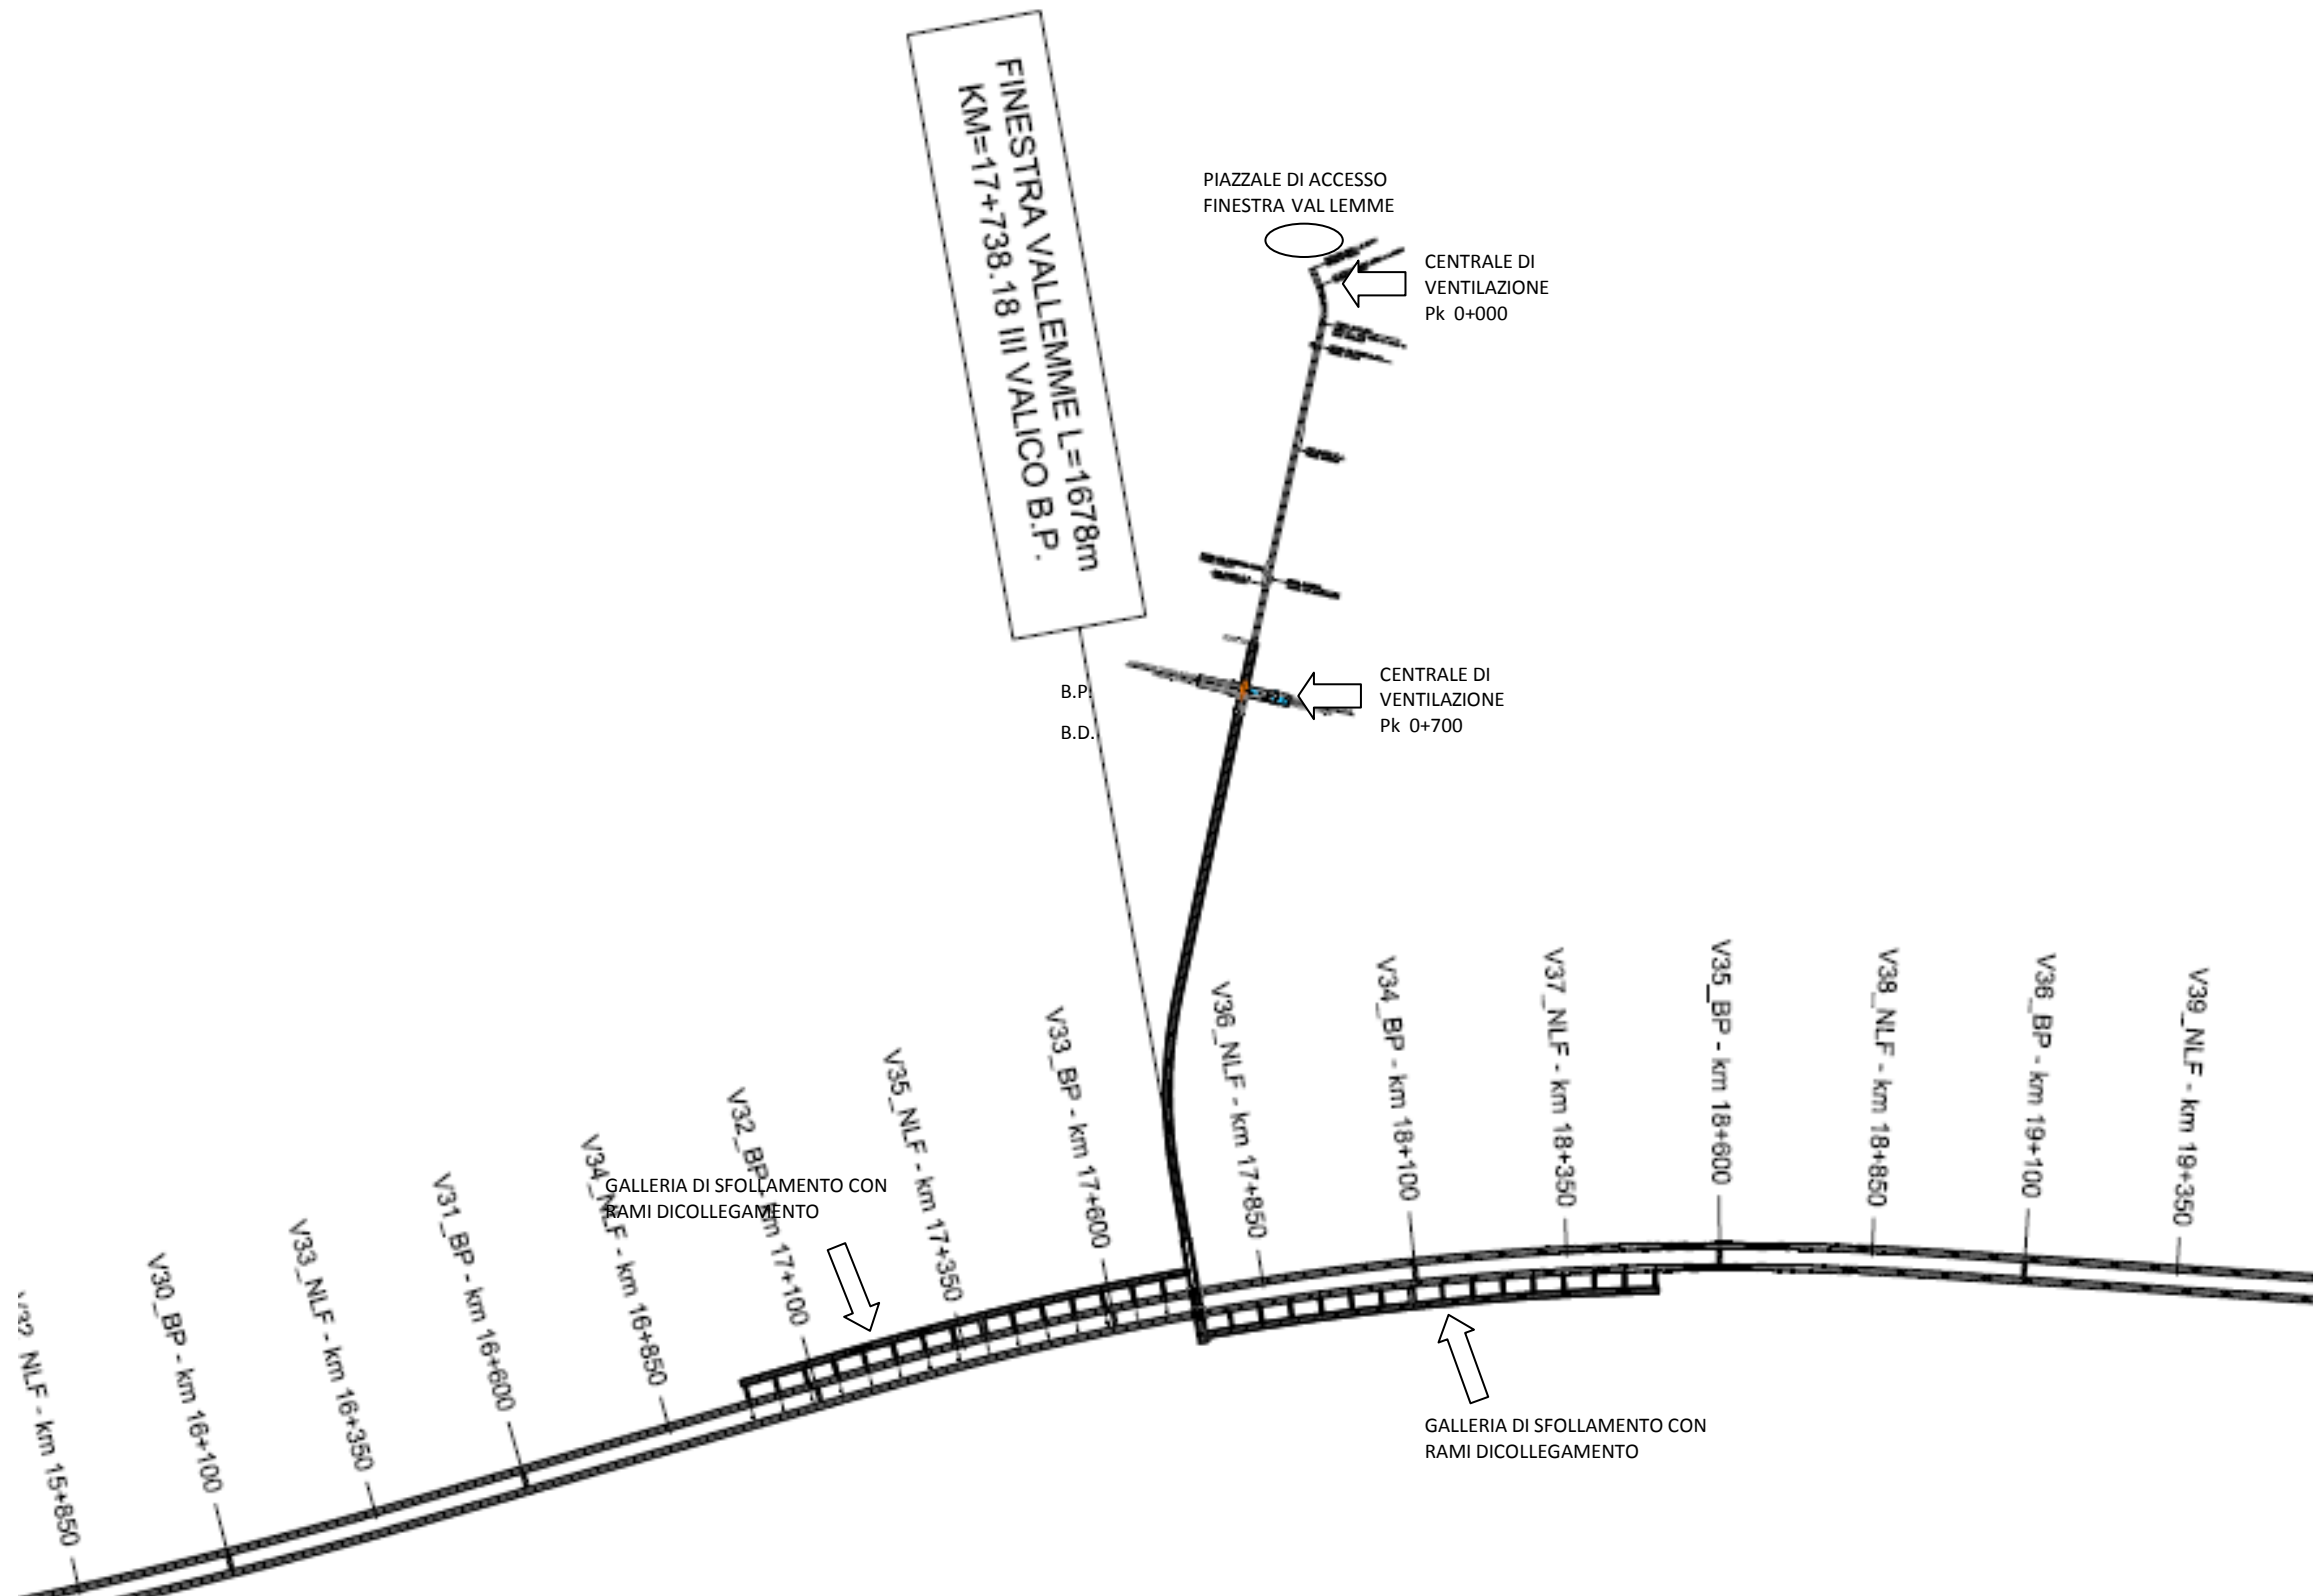 FINESTRA VALLEMME L=1678m
KM=17+738.18 III VALICO B.P.
PIAZZALE DI ACCESSO
FINESTRA VAL LEMME
CENTRALE DI
VENTILAZIONE
Pk 0+000
CENTRALE DI
VENTILAZIONE
Pk 0+700
B.P.
B.D.
GALLERIA DI SFOLLAMENTO CON
RAMI DICOLLEGAMENTO
V32_NLF - km 15+850
V30_BP - km 16+100
V33_NLF - km 16+350
V31_BP - km 16+600
V34_NLF - km 16+850
V32_BP - km 17+100
V35_NLF - km 17+350
V33_BP - km 17+600
V36_NLF - km 17+850
V34_BP - km 18+100
V37_NLF - km 18+350
V35_BP - km 18+600
V38_NLF - km 18+850
V36_BP - km 19+100
V39_NLF - km 19+350
GALLERIA DI SFOLLAMENTO CON
RAMI DICOLLEGAMENTO